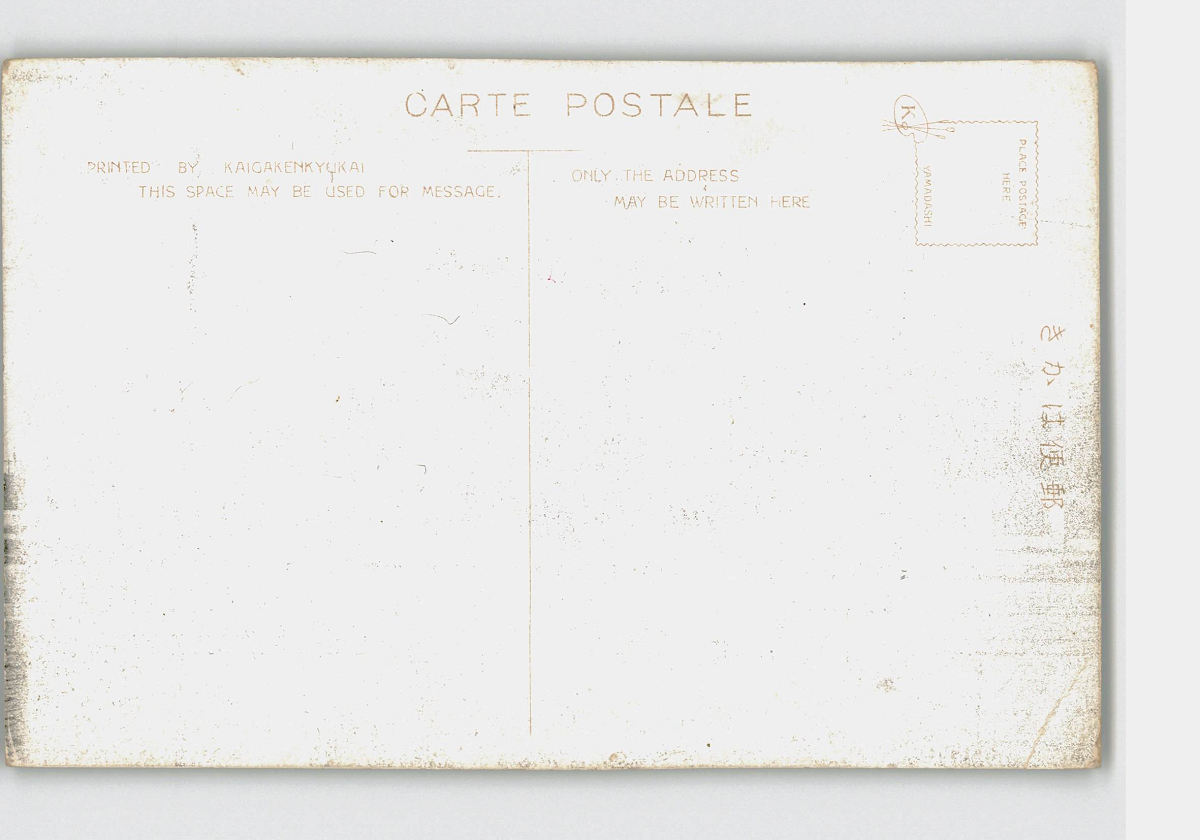 CARTE POSTALE
PRINTED BY KAIGAKENKYUKAI
THIS SPACE MAY BE USED FOR MESSAGE.
ONLY THE ADDRESS
MAY BE WRITTEN HERE
K
PLACE POSTAGE
HERE
YAMADASHI
きかは便郵